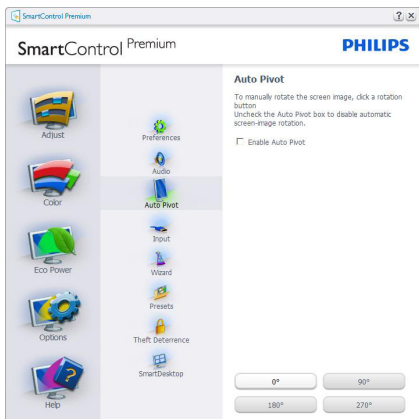 SmartControl Premium
SmartControl Premium
PHILIPS
Adjust
Color
Eco Power
Options
Help
Preferences
Audio
Auto Pivot
Input
Wizard
Presets
Theft Deterrence
SmartDesktop
Auto Pivot
To manually rotate the screen image, click a rotation
button
Uncheck the Auto Pivot box to disable automatic
screen-image rotation.
Enable Auto Pivot
0° 90°
180° 270°